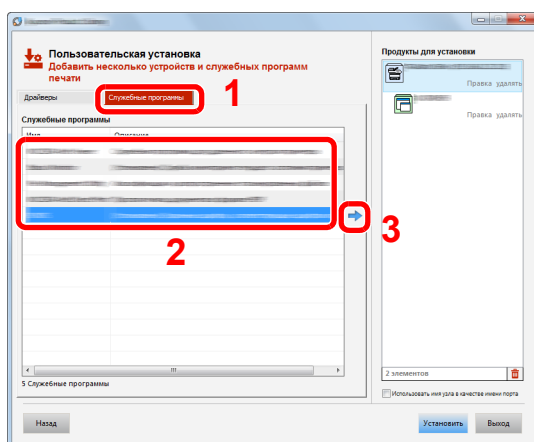 Пользовательская установка
Добавить несколько устройств и служебных программ
печати
Драйверы
Служебные программы
1
Служебные программы
Имя
Описание
2
3
5 Служебные программы
Продукты для установки
Правка удалять
Правка удалять
2 элементов
Использовать имя узла в качестве имени порта
Назад
Установить
Выход